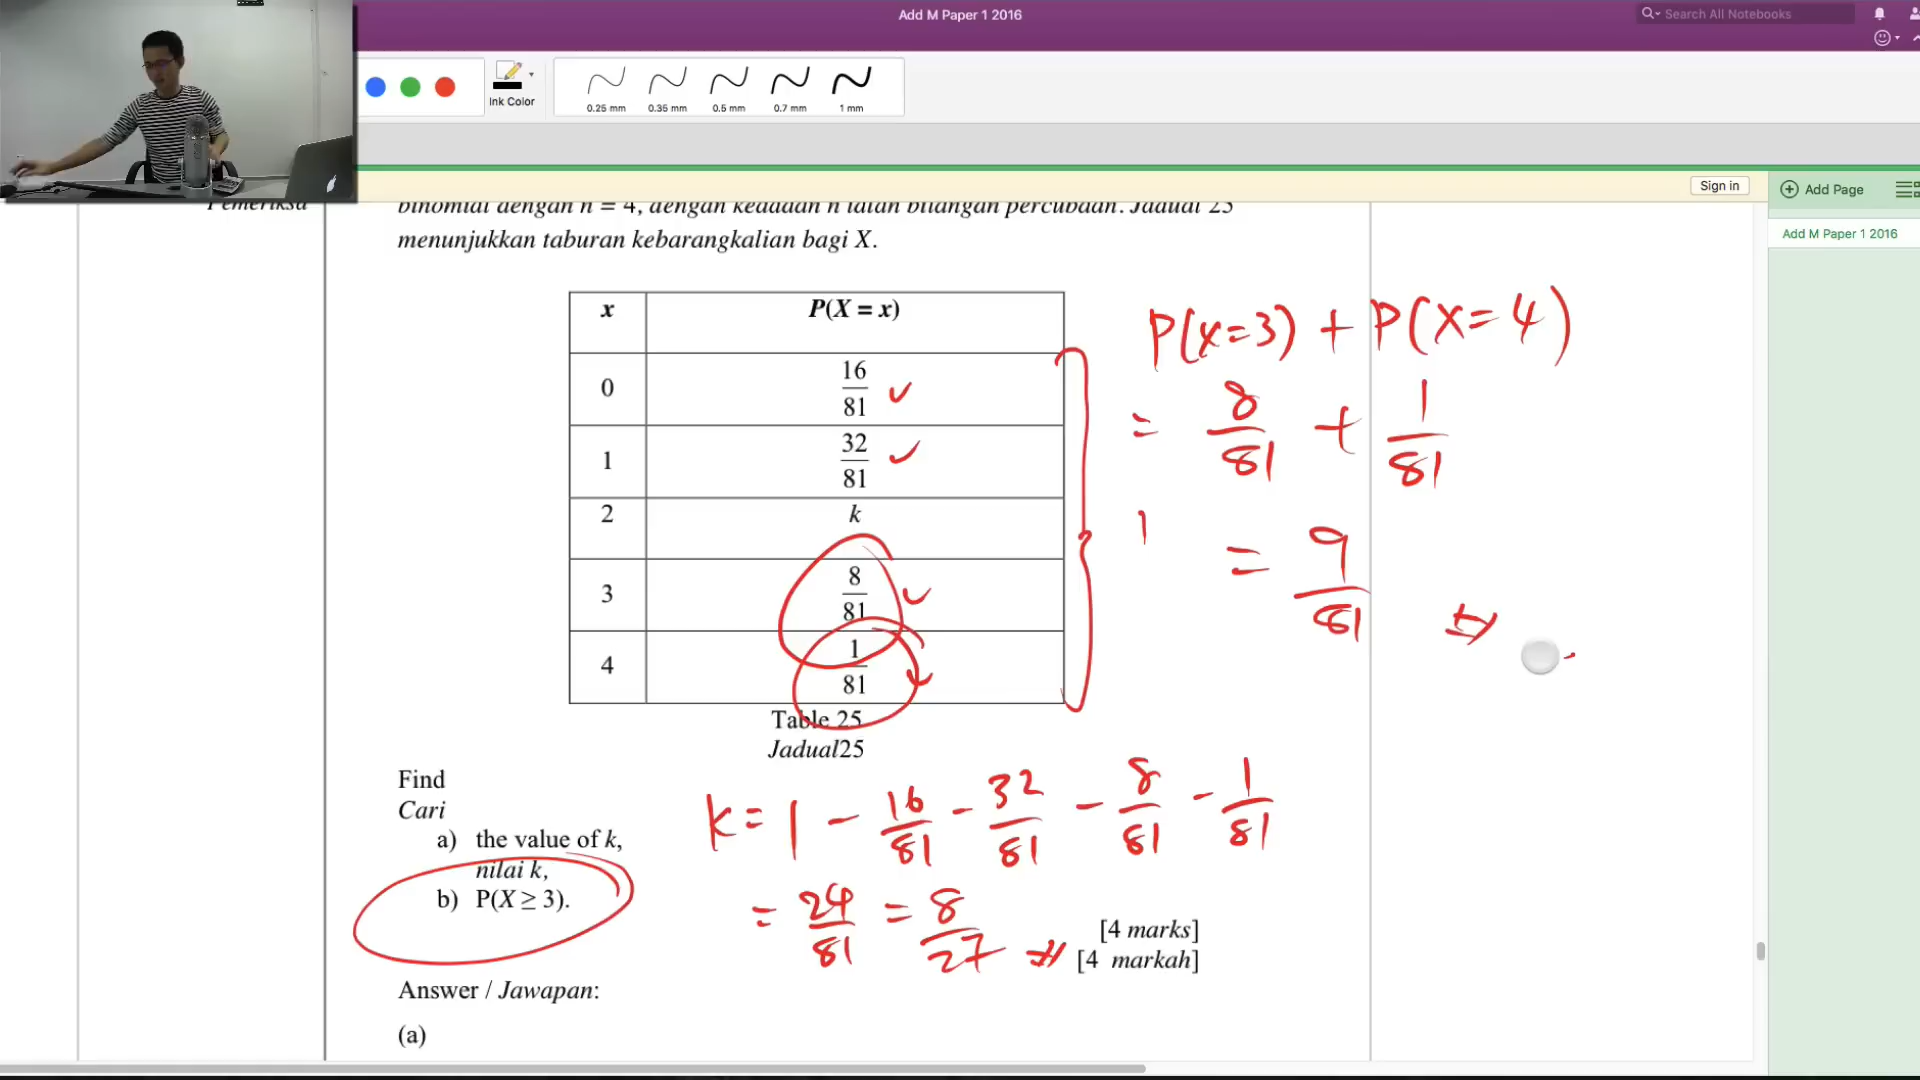 Add M Paper 1 2016
Search All Notebooks
Ink Color
0.25 mm 0.35 mm 0.5 mm 0.7 mm 1 mm
Sign in
Add Page
Add M Paper 1 2016
Pemeriksa
binomial dengan n = 4, dengan keadaan n ialah bilangan percubaan. Jadual 25
menunjukkan taburan kebarangkalian bagi X.
x P(X = x)
0 16/81
1 32/81
2 k
3 8/81
4 1/81
Table 25
Jadual25
P(X=3) + P(X=4)
= 8/81 + 1/81
1
= 9/81
Find
Cari
a) the value of k,
nilai k,
b) P(X ≥ 3).
k = 1 - 16/81 - 32/81 - 8/81 - 1/81
= 24/81 = 8/27
[4 marks]
[4 markah]
Answer / Jawapan:
(a)